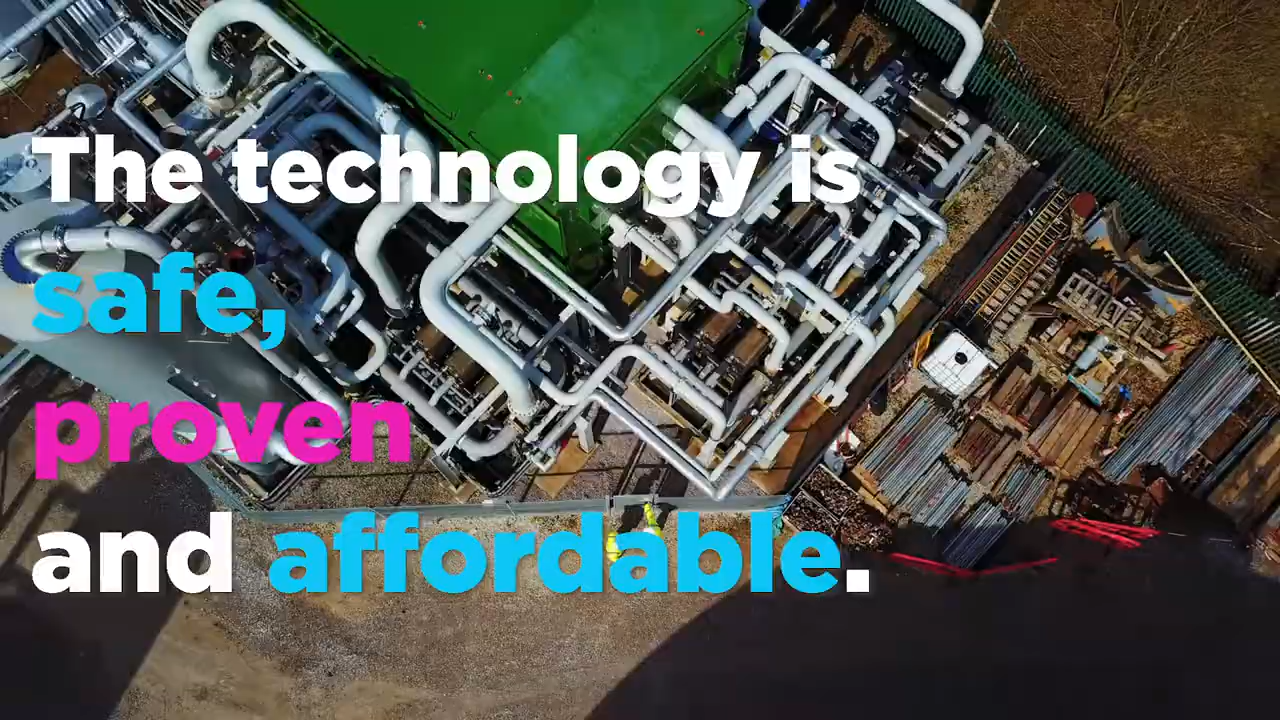 The technology is
safe,
proven
and affordable.